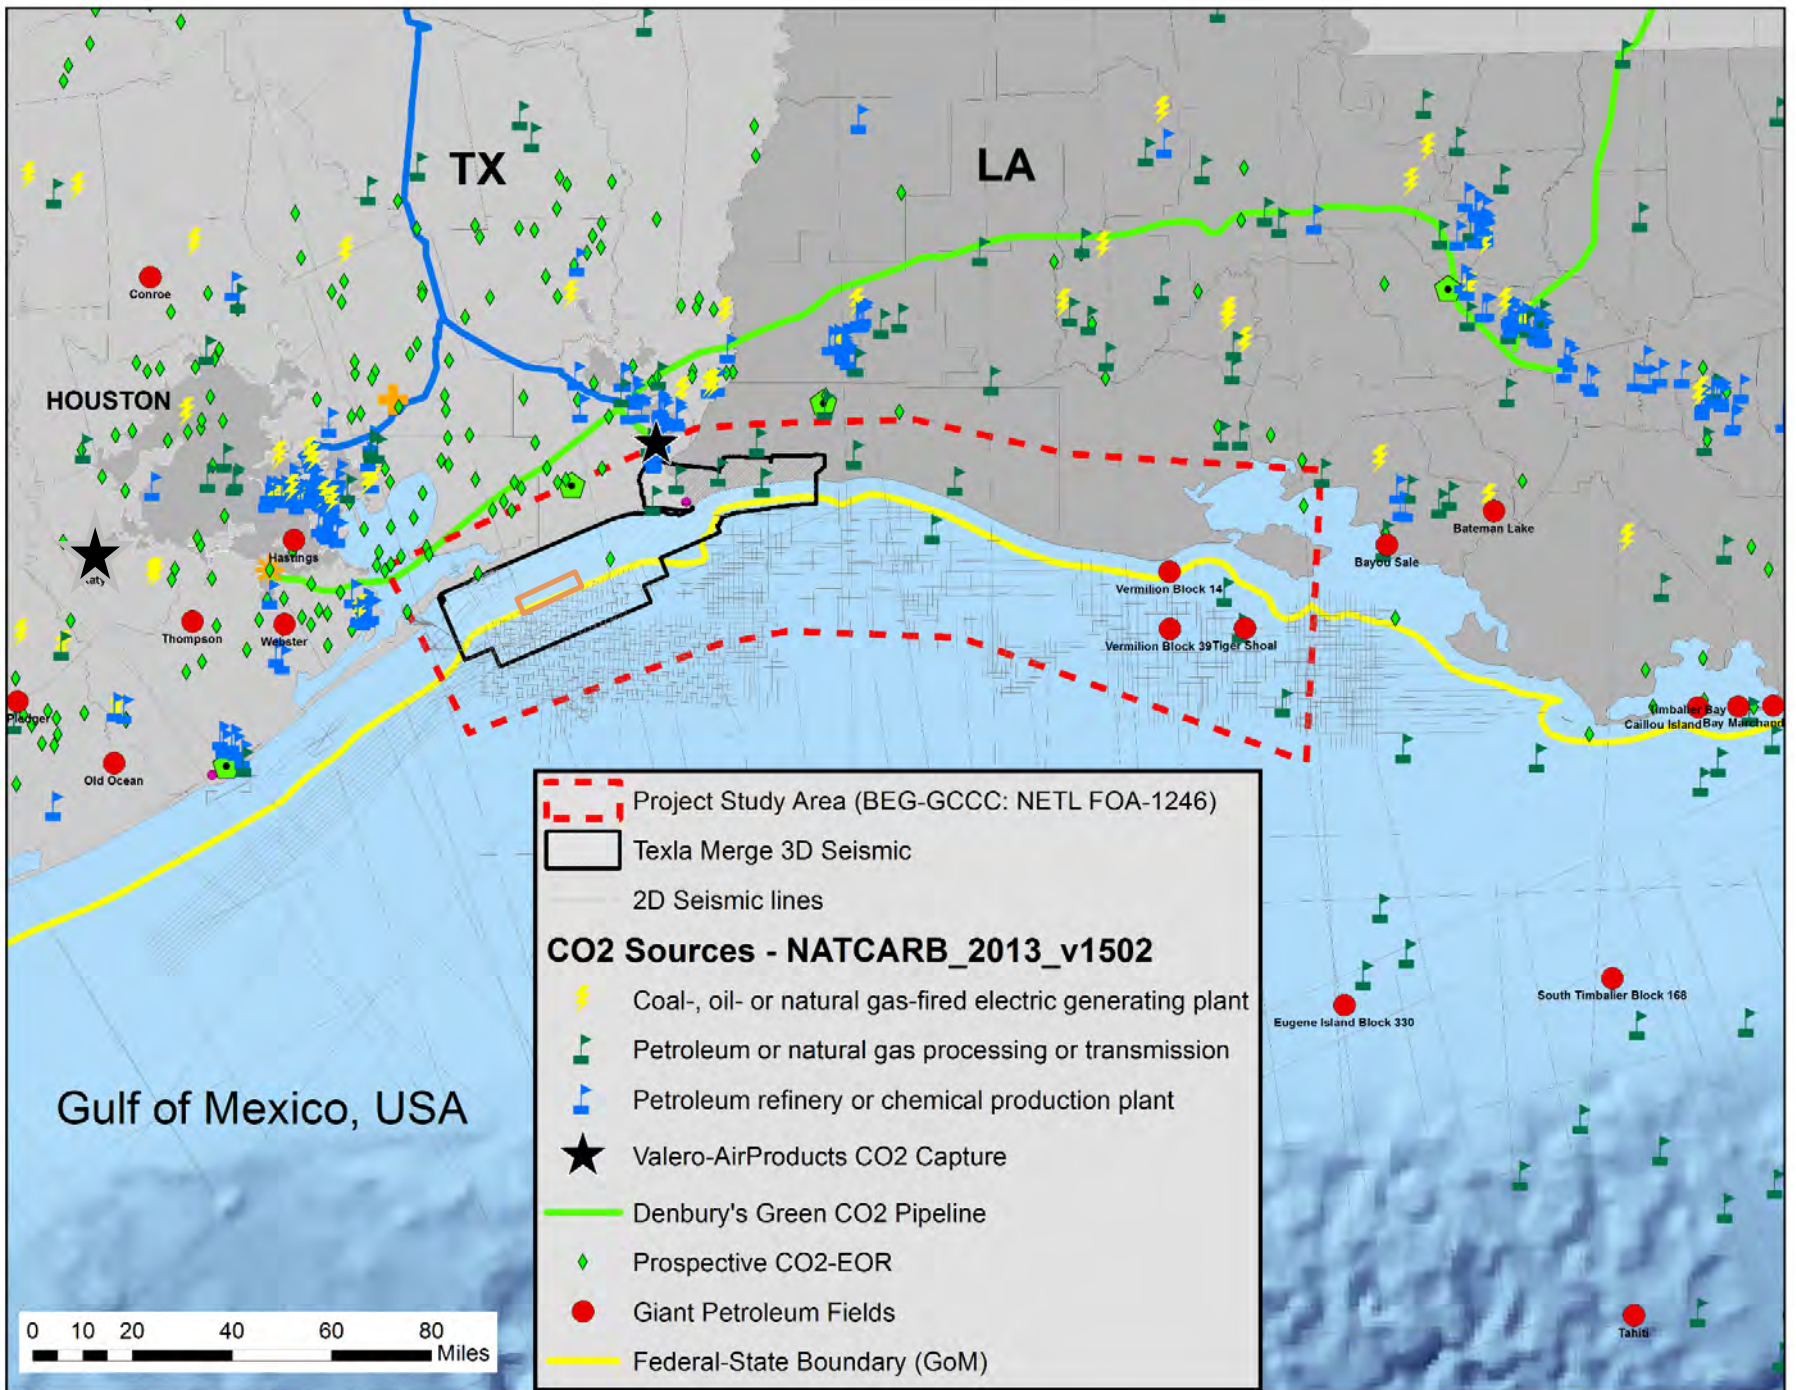 TX
LA
Conroe
HOUSTON
Hastings
aty
Thompson
Webster
Pledger
Old Ocean
Bateman Lake
Bayou Sale
Vermilion Block 14
Vermilion Block 39
Tiger Shoal
Timbalier Bay
Caillou Island
Bay Marchand
Project Study Area (BEG-GCCC: NETL FOA-1246)
Texla Merge 3D Seismic
2D Seismic lines
CO2 Sources - NATCARB_2013_v1502
Coal-, oil- or natural gas-fired electric generating plant
Petroleum or natural gas processing or transmission
Petroleum refinery or chemical production plant
Valero-AirProducts CO2 Capture
Denbury's Green CO2 Pipeline
Prospective CO2-EOR
Giant Petroleum Fields
Federal-State Boundary (GoM)
South Timbalier Block 168
Eugene Island Block 330
Tahiti
Gulf of Mexico, USA
0 10 20 40 60 80
Miles